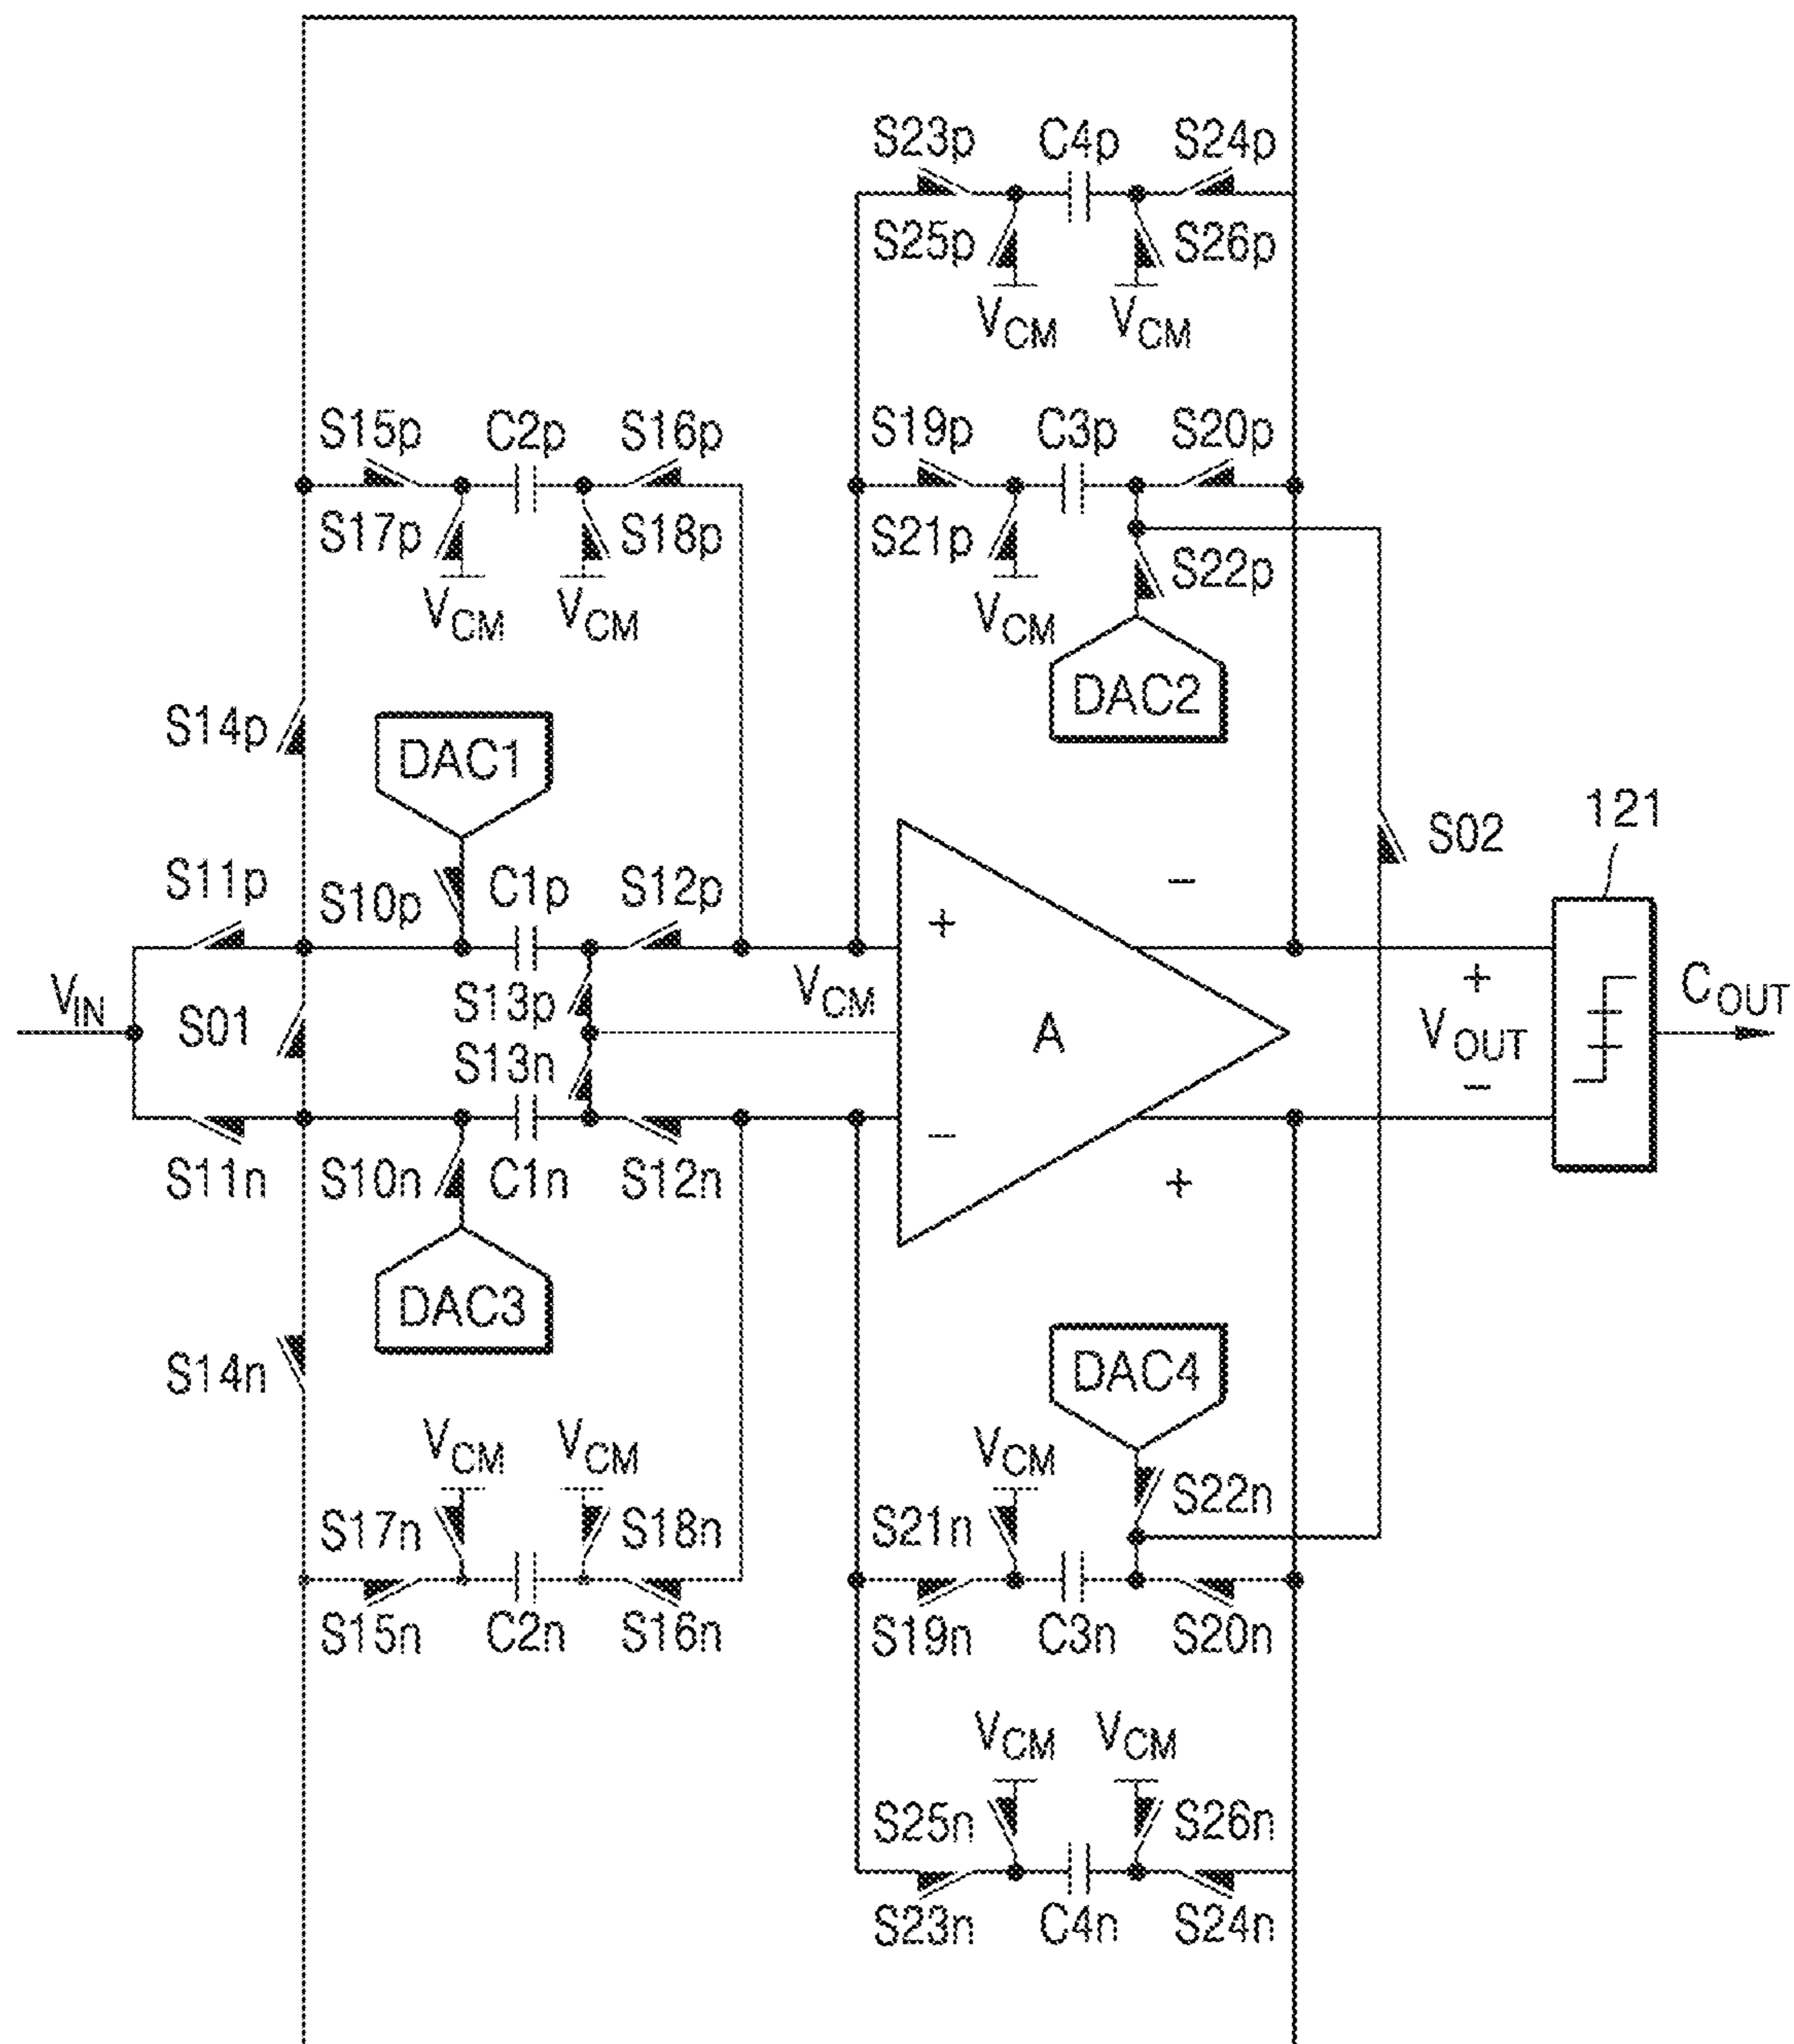 S23p C4p S24p
S25p S26p
VCM VCM
S15p C2p S16p S19p C3p S20p
S17p S18p S21p S22p
VCM VCM VCM
S14p DAC1 DAC2
121
S02
S11p S10p C1p S12p + −
VIN S01 S13p VCM + COUT
S13n A VOUT
− −
S11n S10n C1n S12n +
DAC3
S14n DAC4
VCM VCM VCM
S17n S18n S21n S22n
S15n C2n S16n S19n C3n S20n
VCM VCM
S25n S26n
S23n C4n S24n